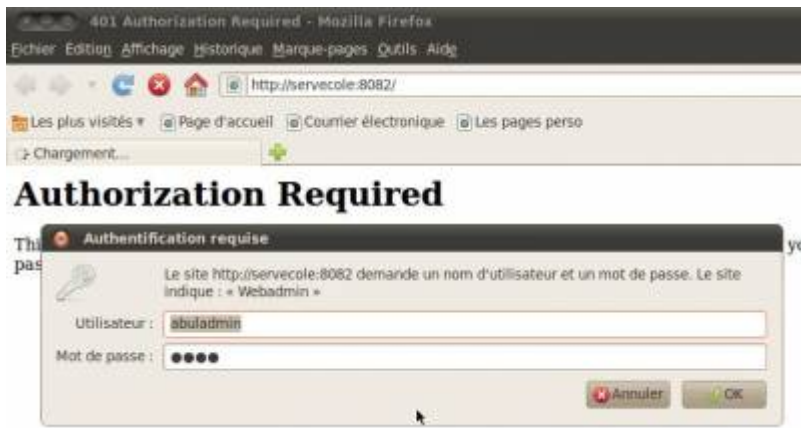 401 Authorization Required - Mozilla Firefox
Fichier Edition Affichage Historique Marque-pages Outils Aide
http://servecole:8082/
Les plus visités Page d'accueil Courrier électronique Les pages perso
Chargement...
Authorization Required
Thi
Authentification requise
yo
pas
Le site http://servecole:8082 demande un nom d'utilisateur et un mot de passe. Le site
indique : « Webadmin »
Utilisateur : abuladmin
Mot de passe : ●●●●
Annuler OK